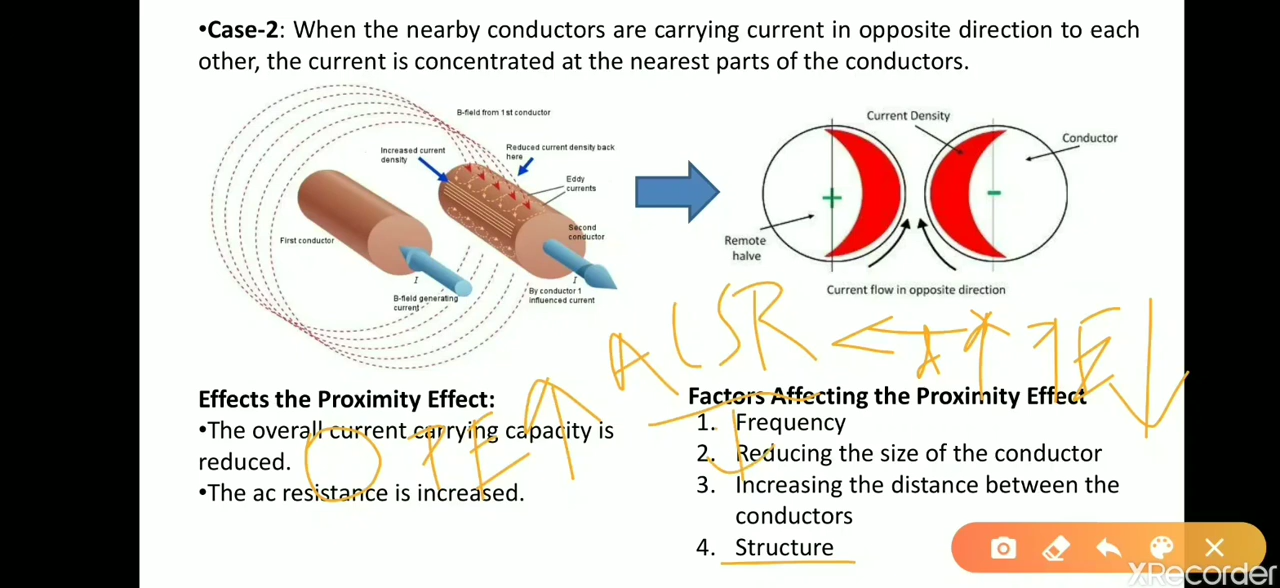 •Case-2: When the nearby conductors are carrying current in opposite direction to each
other, the current is concentrated at the nearest parts of the conductors.
B-field from 1st conductor
Increased current
density
Reduced current density back
here
Eddy
currents
Second
conductor
First conductor
I
I
B-field generating
current
By conductor 1
influenced current
Current Density
Conductor
+
-
Remote
halve
Current flow in opposite direction
ACSR
PE
PE
Effects the Proximity Effect:
•The overall current carrying capacity is
reduced.
•The ac resistance is increased.
Factors Affecting the Proximity Effect
1. Frequency
2. Reducing the size of the conductor
3. Increasing the distance between the
conductors
4. Structure
XRecorder